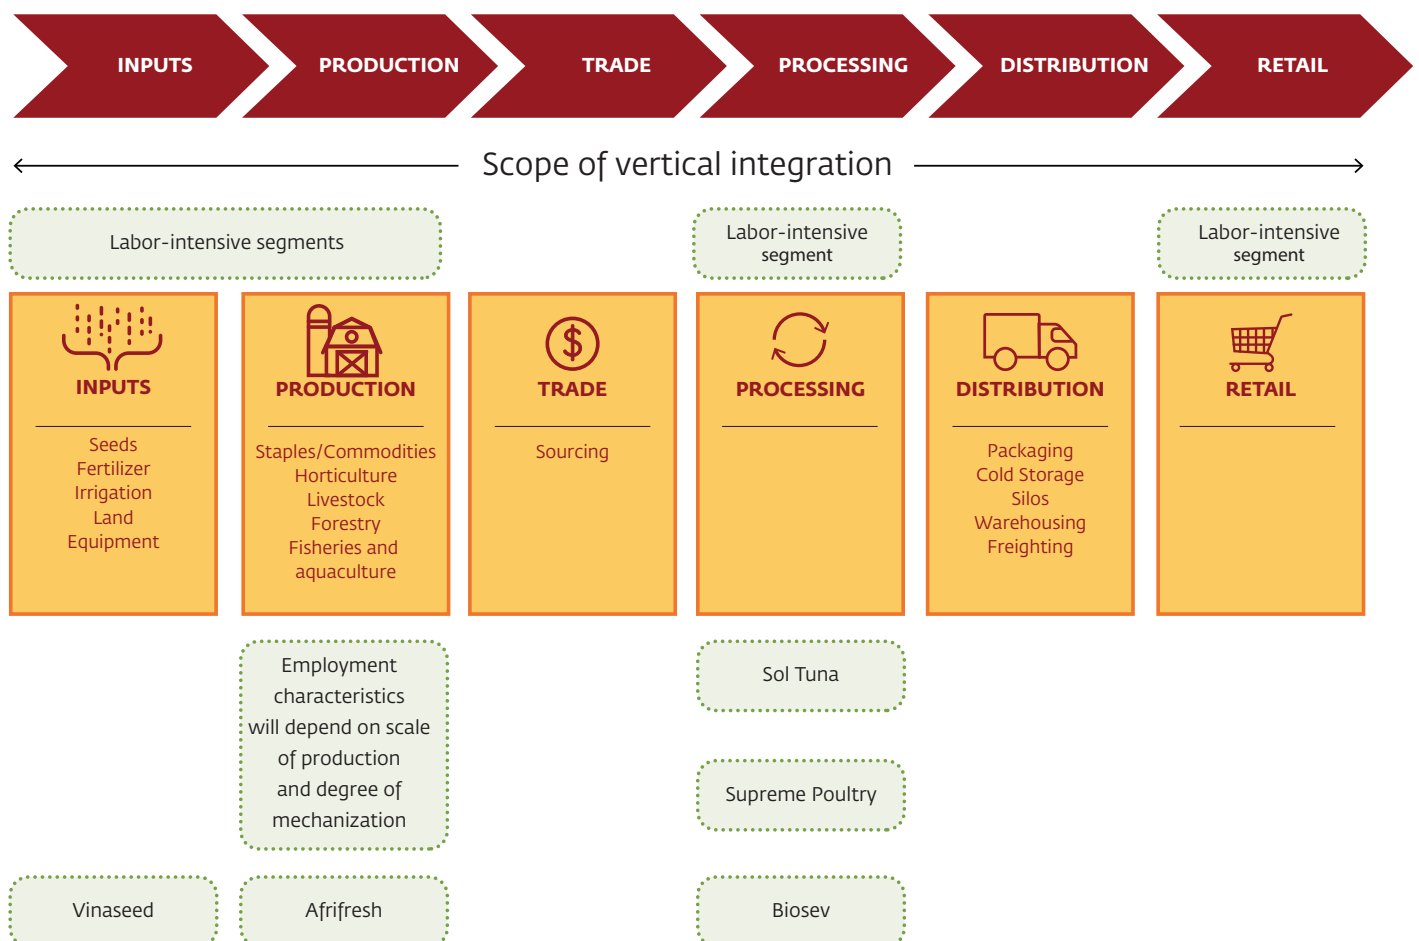 INPUTS
PRODUCTION
TRADE
PROCESSING
DISTRIBUTION
RETAIL
Scope of vertical integration
Labor-intensive segments
Labor-intensive
segment
Labor-intensive
segment
INPUTS
Seeds
Fertilizer
Irrigation
Land
Equipment
PRODUCTION
Staples/Commodities
Horticulture
Livestock
Forestry
Fisheries and
aquaculture
$
TRADE
Sourcing
PROCESSING
DISTRIBUTION
Packaging
Cold Storage
Silos
Warehousing
Freighting
RETAIL
Employment
characteristics
will depend on scale
of production
and degree of
mechanization
Sol Tuna
Supreme Poultry
Vinaseed
Afrifresh
Biosev